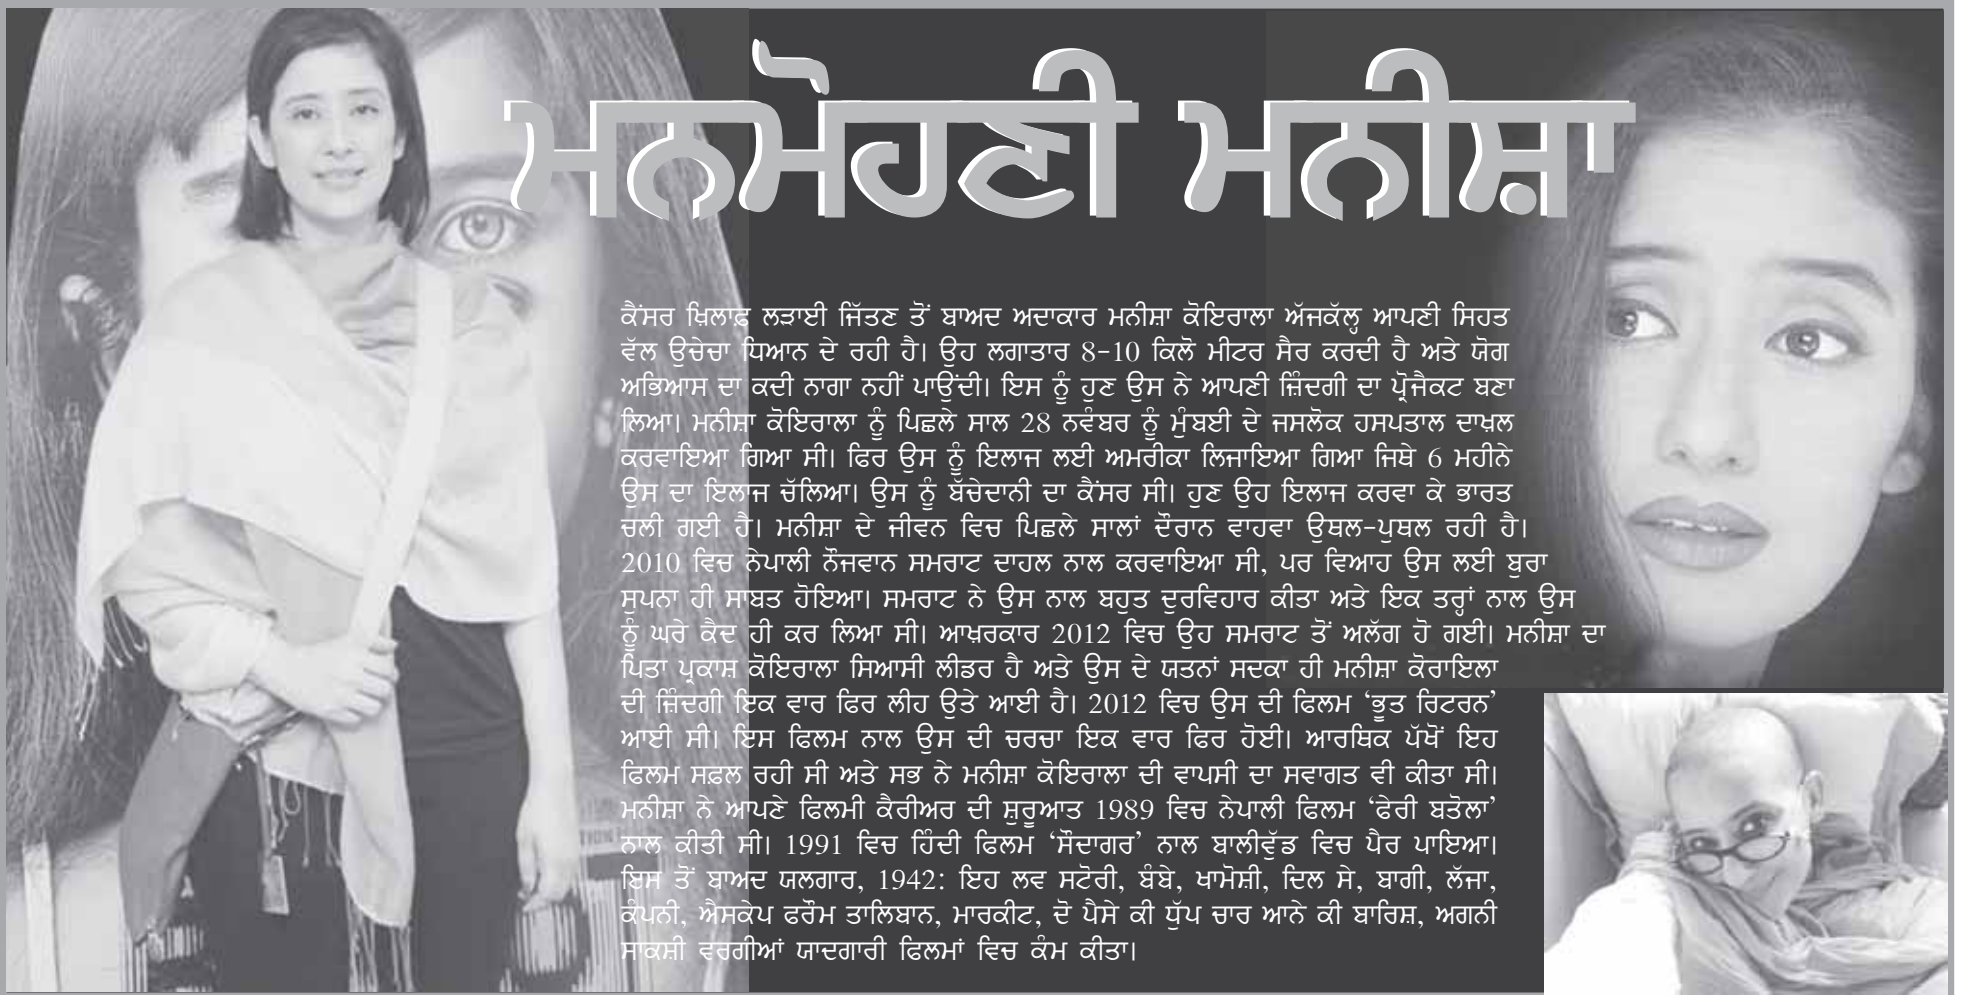 ਮਨਮੋਹਣੀ ਮਨੀਸ਼ਾ
ਕੈਂਸਰ ਖ਼ਿਲਾਫ਼ ਲੜਾਈ ਜਿੱਤਣ ਤੋਂ ਬਾਅਦ ਅਦਾਕਾਰ ਮਨੀਸ਼ਾ ਕੋਇਰਾਲਾ ਅੱਜਕੱਲ੍ਹ ਆਪਣੀ ਸਿਹਤ
ਵੱਲ ਉਚੇਚਾ ਧਿਆਨ ਦੇ ਰਹੀ ਹੈ। ਉਹ ਲਗਾਤਾਰ 8-10 ਕਿਲੋ ਮੀਟਰ ਸੈਰ ਕਰਦੀ ਹੈ ਅਤੇ ਯੋਗ
ਅਭਿਆਸ ਦਾ ਕਦੀ ਨਾਗਾ ਨਹੀਂ ਪਾਉਂਦੀ। ਇਸ ਨੂੰ ਹੁਣ ਉਸ ਨੇ ਆਪਣੀ ਜ਼ਿੰਦਗੀ ਦਾ ਪ੍ਰੋਜੈਕਟ ਬਣਾ
ਲਿਆ। ਮਨੀਸ਼ਾ ਕੋਇਰਾਲਾ ਨੂੰ ਪਿਛਲੇ ਸਾਲ 28 ਨਵੰਬਰ ਨੂੰ ਮੁੰਬਈ ਦੇ ਜਸਲੋਕ ਹਸਪਤਾਲ ਦਾਖ਼ਲ
ਕਰਵਾਇਆ ਗਿਆ ਸੀ। ਫਿਰ ਉਸ ਨੂੰ ਇਲਾਜ ਲਈ ਅਮਰੀਕਾ ਲਿਜਾਇਆ ਗਿਆ ਜਿਥੇ 6 ਮਹੀਨੇ
ਉਸ ਦਾ ਇਲਾਜ ਚੱਲਿਆ। ਉਸ ਨੂੰ ਬੱਚੇਦਾਨੀ ਦਾ ਕੈਂਸਰ ਸੀ। ਹੁਣ ਉਹ ਇਲਾਜ ਕਰਵਾ ਕੇ ਭਾਰਤ
ਚਲੀ ਗਈ ਹੈ। ਮਨੀਸ਼ਾ ਦੇ ਜੀਵਨ ਵਿਚ ਪਿਛਲੇ ਸਾਲਾਂ ਦੌਰਾਨ ਵਾਹਵਾ ਉਥਲ-ਪੁਥਲ ਰਹੀ ਹੈ।
2010 ਵਿਚ ਨੇਪਾਲੀ ਨੌਜਵਾਨ ਸਮਰਾਟ ਦਾਹਲ ਨਾਲ ਕਰਵਾਇਆ ਸੀ, ਪਰ ਵਿਆਹ ਉਸ ਲਈ ਬੁਰਾ
ਸੁਪਨਾ ਹੀ ਸਾਬਤ ਹੋਇਆ। ਸਮਰਾਟ ਨੇ ਉਸ ਨਾਲ ਬਹੁਤ ਦੁਰਵਿਹਾਰ ਕੀਤਾ ਅਤੇ ਇਕ ਤਰ੍ਹਾਂ ਨਾਲ ਉਸ
ਨੂੰ ਘਰੇ ਕੈਦ ਹੀ ਕਰ ਲਿਆ ਸੀ। ਆਖ਼ਰਕਾਰ 2012 ਵਿਚ ਉਹ ਸਮਰਾਟ ਤੋਂ ਅਲੱਗ ਹੋ ਗਈ। ਮਨੀਸ਼ਾ ਦਾ
ਪਿਤਾ ਪ੍ਰਕਾਸ਼ ਕੋਇਰਾਲਾ ਸਿਆਸੀ ਲੀਡਰ ਹੈ ਅਤੇ ਉਸ ਦੇ ਯਤਨਾਂ ਸਦਕਾ ਹੀ ਮਨੀਸ਼ਾ ਕੋਰਾਇਲਾ
ਦੀ ਜ਼ਿੰਦਗੀ ਇਕ ਵਾਰ ਫਿਰ ਲੀਹ ਉਤੇ ਆਈ ਹੈ। 2012 ਵਿਚ ਉਸ ਦੀ ਫਿਲਮ ‘ਭੂਤ ਰਿਟਰਨ’
ਆਈ ਸੀ। ਇਸ ਫਿਲਮ ਨਾਲ ਉਸ ਦੀ ਚਰਚਾ ਇਕ ਵਾਰ ਫਿਰ ਹੋਈ। ਆਰਥਿਕ ਪੱਖੋਂ ਇਹ
ਫਿਲਮ ਸਫ਼ਲ ਰਹੀ ਸੀ ਅਤੇ ਸਭ ਨੇ ਮਨੀਸ਼ਾ ਕੋਇਰਾਲਾ ਦੀ ਵਾਪਸੀ ਦਾ ਸਵਾਗਤ ਵੀ ਕੀਤਾ ਸੀ।
ਮਨੀਸ਼ਾ ਨੇ ਆਪਣੇ ਫਿਲਮੀ ਕੈਰੀਅਰ ਦੀ ਸ਼ੁਰੂਆਤ 1989 ਵਿਚ ਨੇਪਾਲੀ ਫਿਲਮ ‘ਫੇਰੀ ਬਤੋਲਾ’
ਨਾਲ ਕੀਤੀ ਸੀ। 1991 ਵਿਚ ਹਿੰਦੀ ਫਿਲਮ ‘ਸੌਦਾਗਰ’ ਨਾਲ ਬਾਲੀਵੁੱਡ ਵਿਚ ਪੈਰ ਪਾਇਆ।
ਇਸ ਤੋਂ ਬਾਅਦ ਯਲਗਾਰ, 1942: ਇਹ ਲਵ ਸਟੋਰੀ, ਬੰਬੇ, ਖਾਮੋਸ਼ੀ, ਦਿਲ ਸੇ, ਬਾਗੀ, ਲੱਜਾ,
ਕੰਪਨੀ, ਐਸਕੇਪ ਫਰੌਮ ਤਾਲਿਬਾਨ, ਮਾਰਕੀਟ, ਦੋ ਪੈਸੇ ਕੀ ਧੁੱਪ ਚਾਰ ਆਨੇ ਕੀ ਬਾਰਿਸ਼, ਅਗਨੀ
ਸਾਕਸ਼ੀ ਵਰਗੀਆਂ ਯਾਦਗਾਰੀ ਫਿਲਮਾਂ ਵਿਚ ਕੰਮ ਕੀਤਾ।